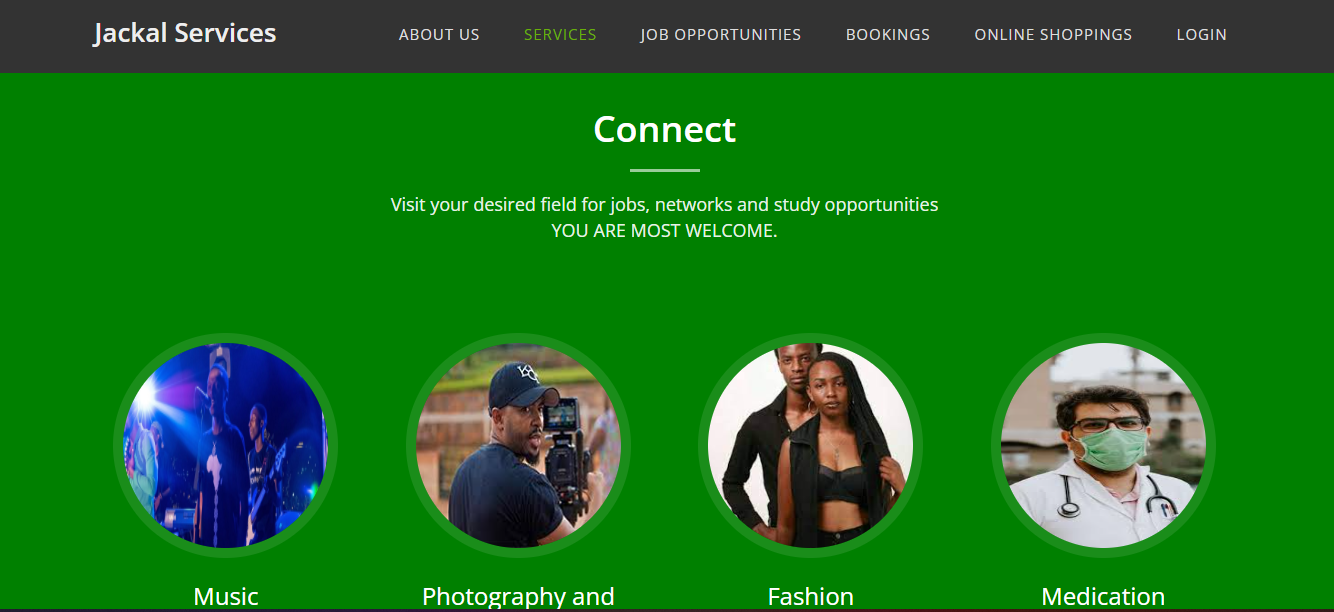 Jackal Services
ABOUT US
SERVICES
JOB OPPORTUNITIES
BOOKINGS
ONLINE SHOPPINGS
LOGIN
Connect
Visit your desired field for jobs, networks and study opportunities
YOU ARE MOST WELCOME.
Music
Photography and
Fashion
Medication